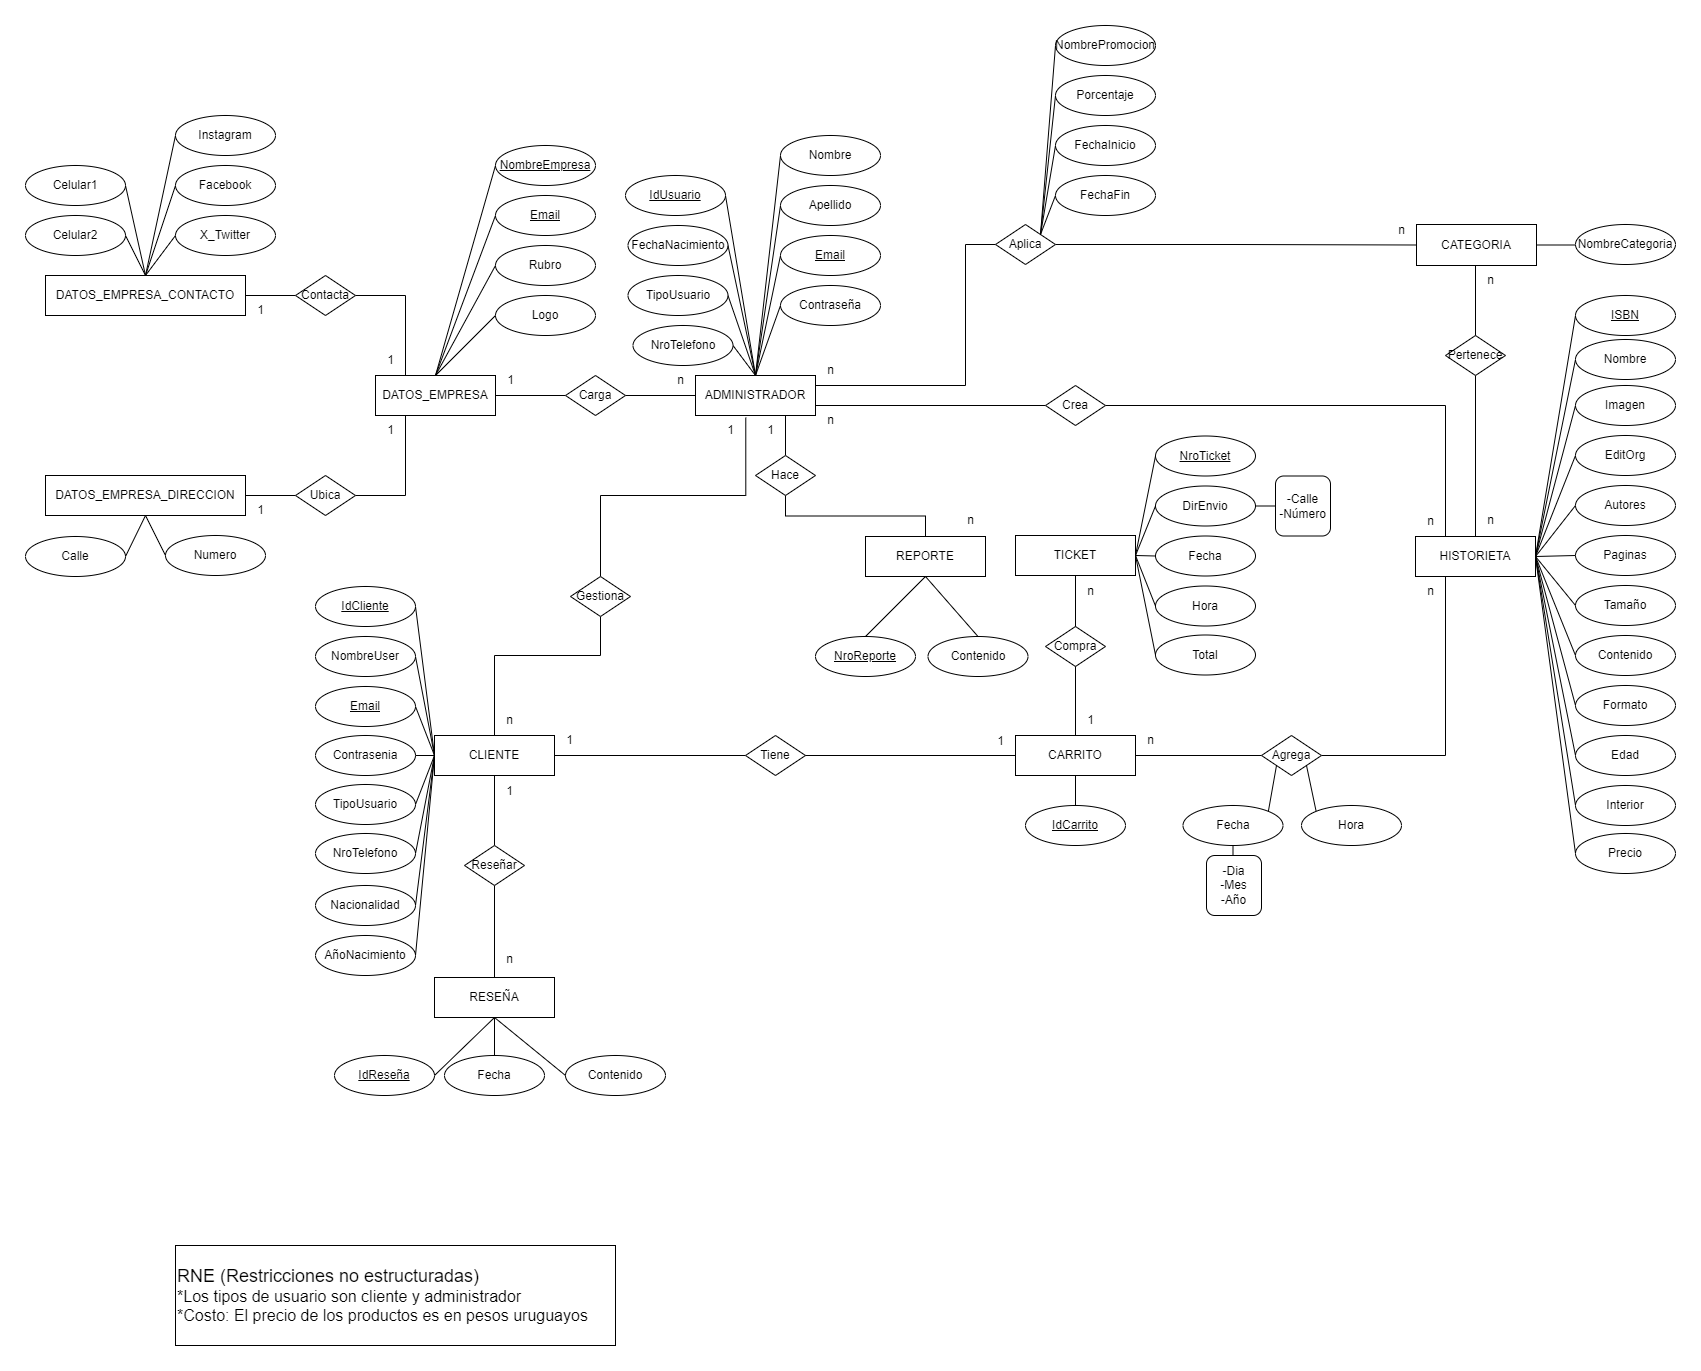 NombrePromocion
Porcentaje
FechaInicio
FechaFin
Aplica
n
CATEGORIA
NombreCategoria
n
Pertenece
n
Instagram
Facebook
X_Twitter
Celular1
Celular2
DATOS_EMPRESA_CONTACTO
1
Contacta
1
NombreEmpresa
Email
Rubro
Logo
DATOS_EMPRESA
1
Carga
n
1
DATOS_EMPRESA_DIRECCION
1
Ubica
Calle
Numero
IdUsuario
FechaNacimiento
TipoUsuario
NroTelefono
Nombre
Apellido
Email
Contraseña
ADMINISTRADOR
n
n
1
1
Crea
n
Hace
n
REPORTE
NroReporte
Contenido
Gestiona
n
NroTicket
DirEnvio
-Calle
-Número
Fecha
Hora
Total
TICKET
n
Compra
1
ISBN
Nombre
Imagen
EditOrg
Autores
Paginas
Tamaño
Contenido
Formato
Edad
Interior
Precio
HISTORIETA
n
IdCliente
NombreUser
Email
Contrasenia
TipoUsuario
NroTelefono
Nacionalidad
AñoNacimiento
CLIENTE
1
Tiene
1
CARRITO
IdCarrito
n
Agrega
Fecha
Hora
-Dia
-Mes
-Año
1
Reseñar
n
RESEÑA
IdReseña
Fecha
Contenido
RNE (Restricciones no estructuradas)
*Los tipos de usuario son cliente y administrador
*Costo: El precio de los productos es en pesos uruguayos